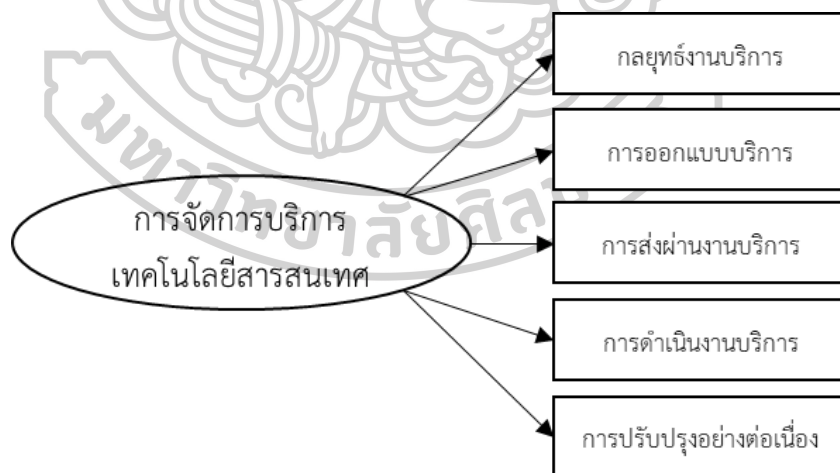 กลยุทธ์งานบริการ
การออกแบบบริการ
การจัดการบริการ
เทคโนโลยีสารสนเทศ
การส่งผ่านงานบริการ
การดำเนินงานบริการ
การปรับปรุงอย่างต่อเนื่อง